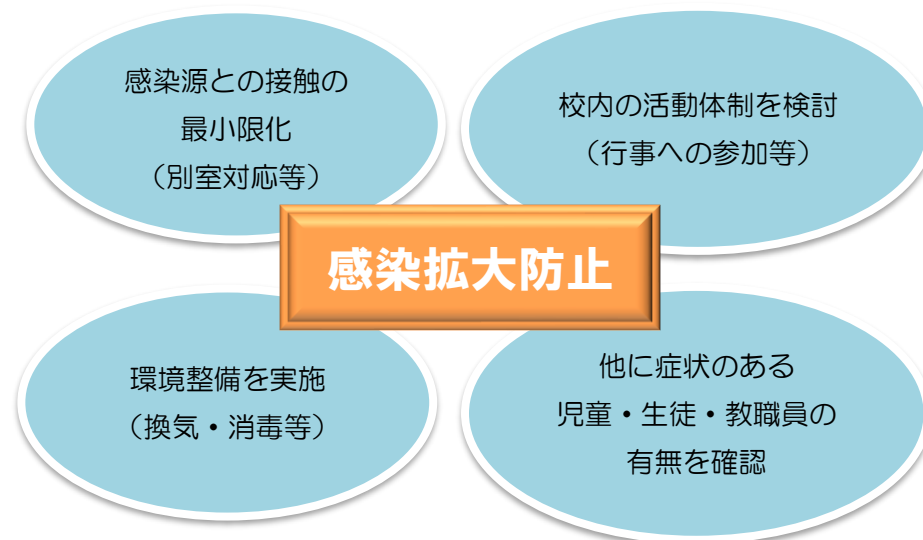 感染源との接触の
最小限化
（別室対応等）
校内の活動体制を検討
（行事への参加等）
感染拡大防止
環境整備を実施
（換気・消毒等）
他に症状のある
児童・生徒・教職員の
有無を確認